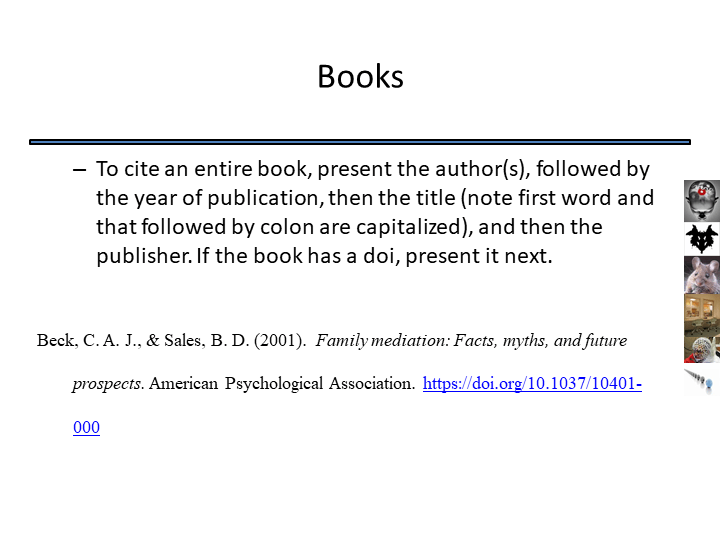 Books
– To cite an entire book, present the author(s), followed by
the year of publication, then the title (note first word and
that followed by colon are capitalized), and then the
publisher. If the book has a doi, present it next.
Beck, C. A. J., & Sales, B. D. (2001). Family mediation: Facts, myths, and future
prospects. American Psychological Association. https://doi.org/10.1037/10401-
000